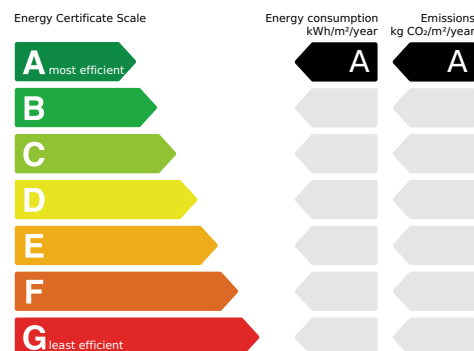 Energy Certificate Scale
Energy consumption
kWh/m²/year
Emissions
kg CO₂/m²/year
A most efficient
A
A
B
C
D
E
F
G least efficient